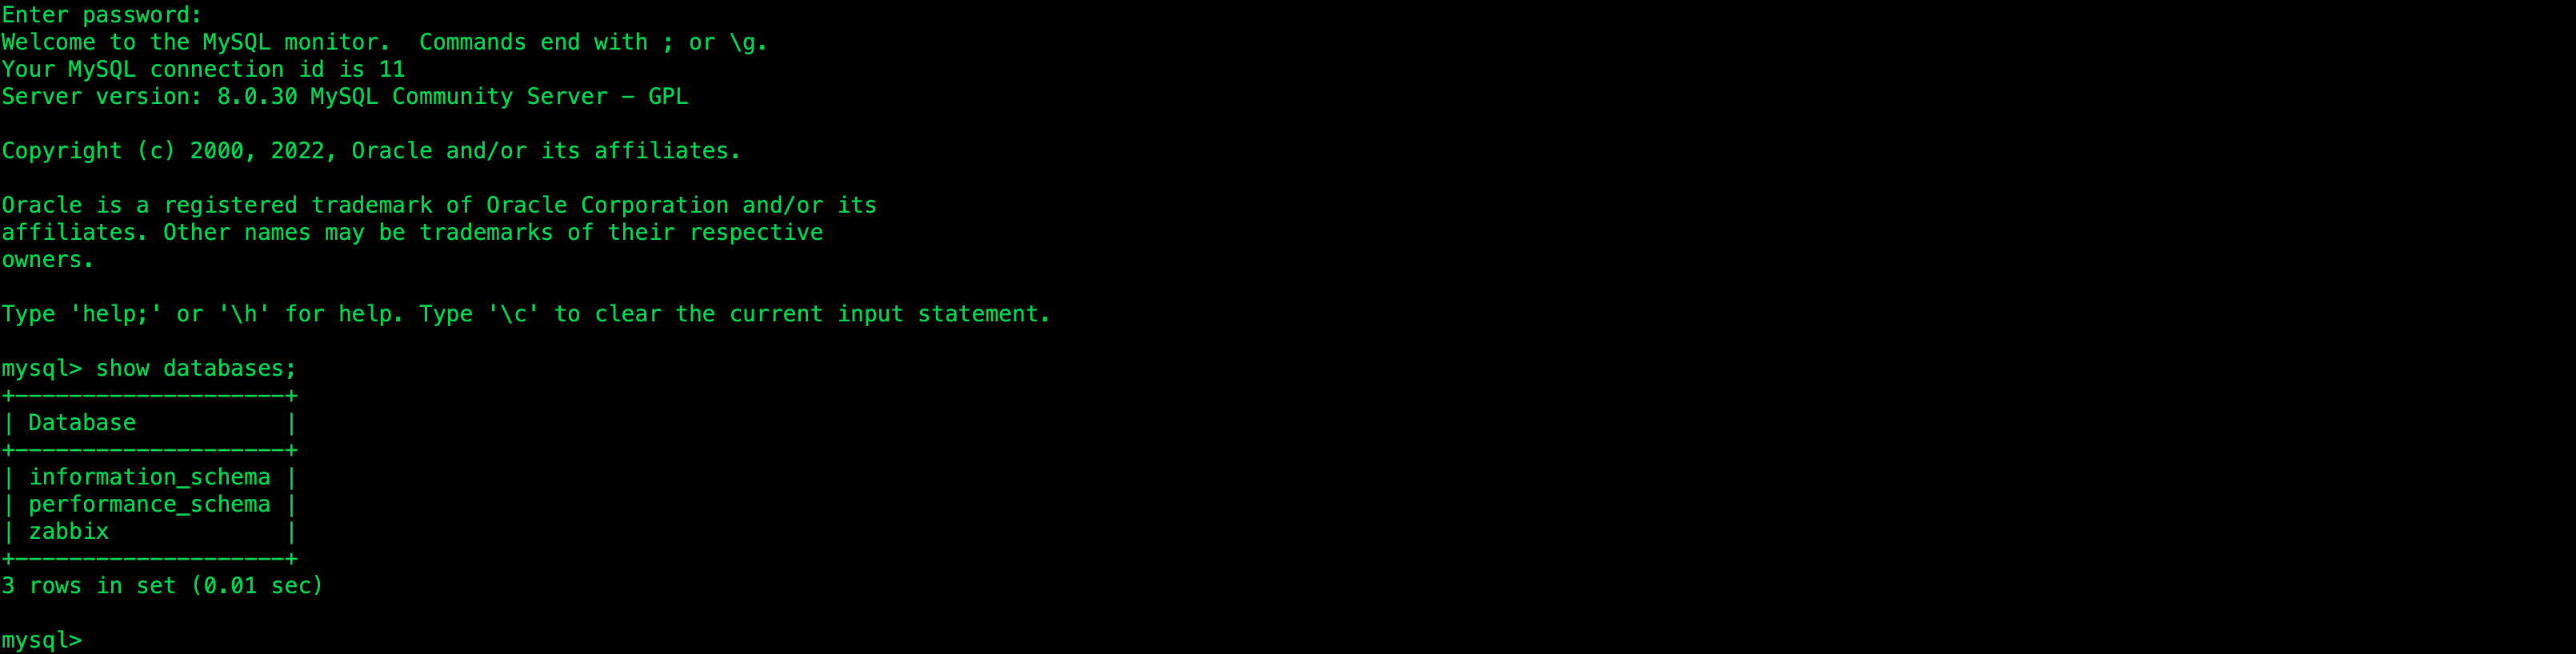 Enter password:
Welcome to the MySQL monitor.  Commands end with ; or \g.
Your MySQL connection id is 11
Server version: 8.0.30 MySQL Community Server - GPL

Copyright (c) 2000, 2022, Oracle and/or its affiliates.

Oracle is a registered trademark of Oracle Corporation and/or its
affiliates. Other names may be trademarks of their respective
owners.

Type 'help;' or '\h' for help. Type '\c' to clear the current input statement.

mysql> show databases;
+--------------------+
| Database           |
+--------------------+
| information_schema |
| performance_schema |
| zabbix             |
+--------------------+
3 rows in set (0.01 sec)

mysql>